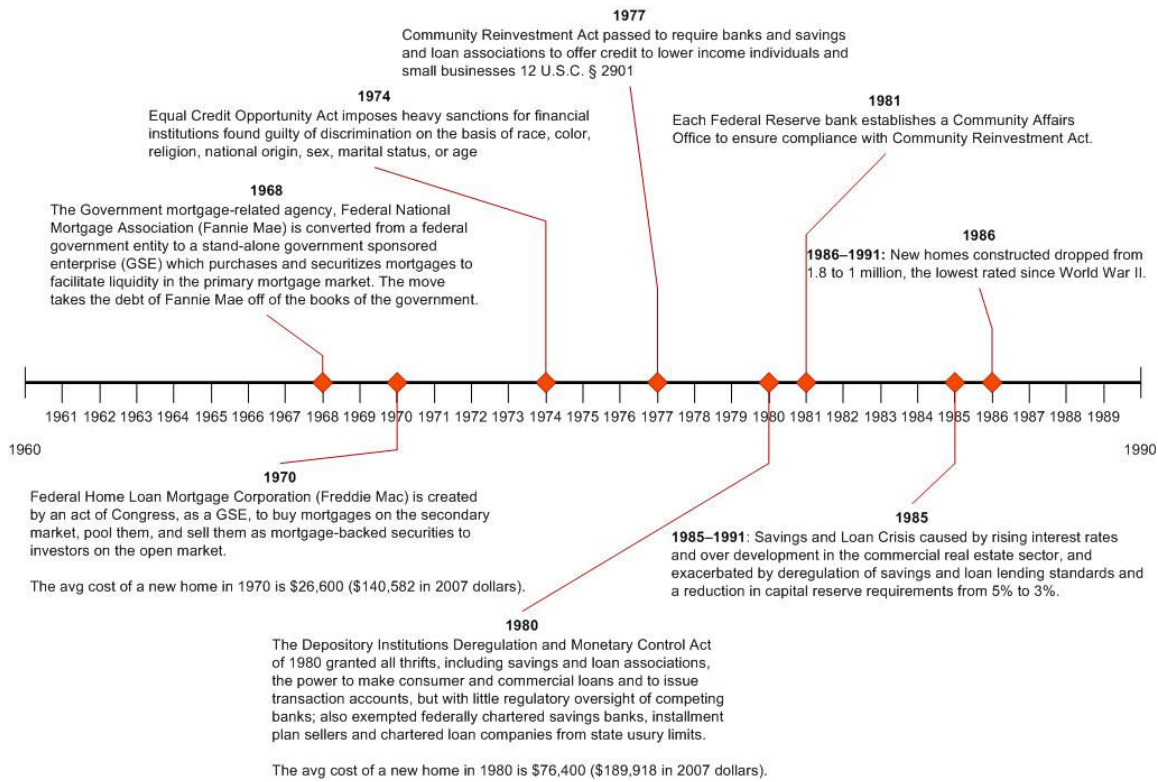 1977
Community Reinvestment Act passed to require banks and savings
and loan associations to offer credit to lower income individuals and
small businesses 12 U.S.C. § 2901
1974
Equal Credit Opportunity Act imposes heavy sanctions for financial
institutions found guilty of discrimination on the basis of race, color,
religion, national origin, sex, marital status, or age
1981
Each Federal Reserve bank establishes a Community Affairs
Office to ensure compliance with Community Reinvestment Act.
1968
The Government mortgage-related agency, Federal National
Mortgage Association (Fannie Mae) is converted from a federal
government entity to a stand-alone government sponsored
enterprise (GSE) which purchases and securitizes mortgages to
facilitate liquidity in the primary mortgage market. The move
takes the debt of Fannie Mae off of the books of the government.
1986
1986–1991: New homes constructed dropped from
1.8 to 1 million, the lowest rated since World War II.
1961 1962 1963 1964 1965 1966 1967 1968 1969 1970 1971 1972 1973 1974 1975 1976 1977 1978 1979 1980 1981 1982 1983 1984 1985 1986 1987 1988 1989
1960 1990
1970
Federal Home Loan Mortgage Corporation (Freddie Mac) is created
by an act of Congress, as a GSE, to buy mortgages on the secondary
market, pool them, and sell them as mortgage-backed securities to
investors on the open market.
The avg cost of a new home in 1970 is $26,600 ($140,582 in 2007 dollars).
1985
1985–1991: Savings and Loan Crisis caused by rising interest rates
and over development in the commercial real estate sector, and
exacerbated by deregulation of savings and loan lending standards and
a reduction in capital reserve requirements from 5% to 3%.
1980
The Depository Institutions Deregulation and Monetary Control Act
of 1980 granted all thrifts, including savings and loan associations,
the power to make consumer and commercial loans and to issue
transaction accounts, but with little regulatory oversight of competing
banks; also exempted federally chartered savings banks, installment
plan sellers and chartered loan companies from state usury limits.
The avg cost of a new home in 1980 is $76,400 ($189,918 in 2007 dollars).